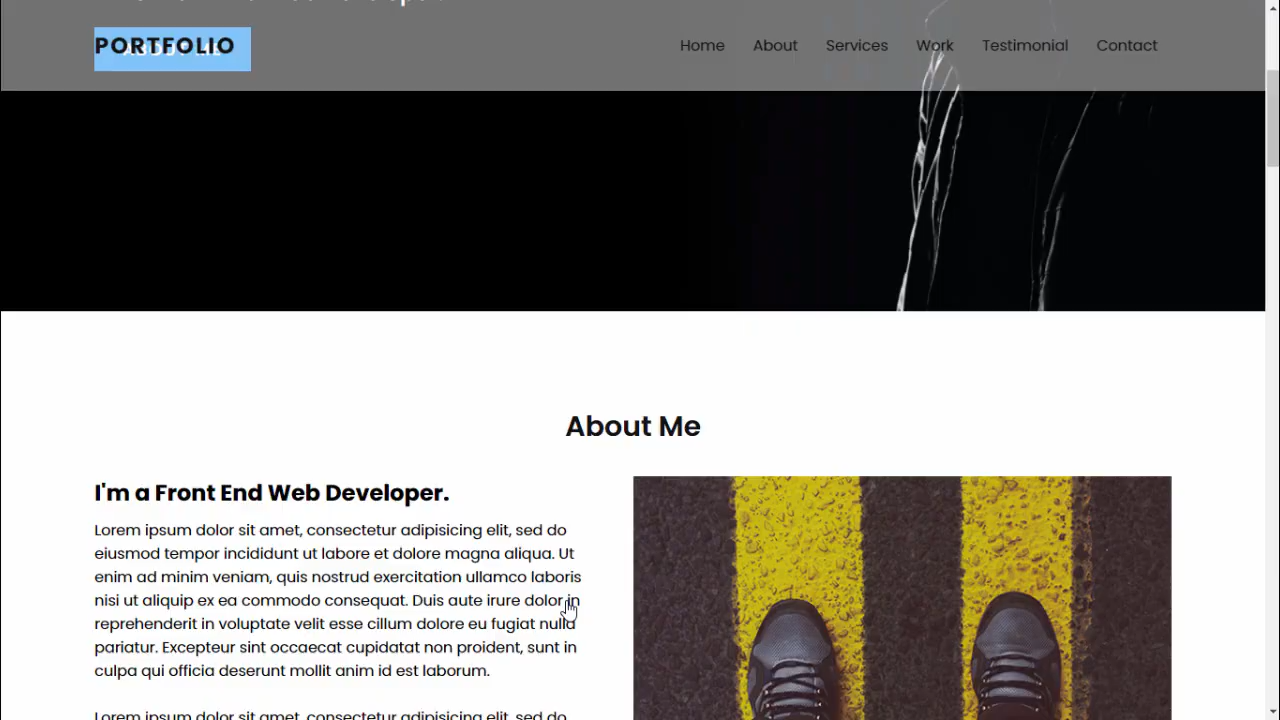 PORTFOLIO
Home About Services Work Testimonial Contact
About Me
I'm a Front End Web Developer.
Lorem ipsum dolor sit amet, consectetur adipisicing elit, sed do
eiusmod tempor incididunt ut labore et dolore magna aliqua. Ut
enim ad minim veniam, quis nostrud exercitation ullamco laboris
nisi ut aliquip ex ea commodo consequat. Duis aute irure dolor in
reprehenderit in voluptate velit esse cillum dolore eu fugiat nulla
pariatur. Excepteur sint occaecat cupidatat non proident, sunt in
culpa qui officia deserunt mollit anim id est laborum.
Lorem ipsum dolor sit amet, consectetur adipisicing elit, sed do